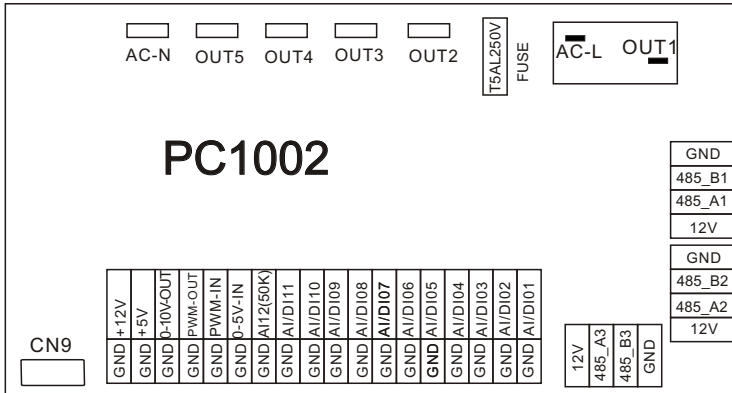 AC-N OUT5 OUT4 OUT3 OUT2 T5AL250V FUSE AC-L OUT1
PC1002
GND
485_B1
485_A1
12V
GND
485_B2
485_A2
12V
+12V +5V 0-10V-OUT PWM-OUT PWM-IN 0-5V-IN AI12(50K) AI/DI11 AI/DI10 AI/DI09 AI/DI08 AI/DI07 AI/DI06 AI/DI05 AI/DI04 AI/DI03 AI/DI02 AI/DI01
GND GND GND GND GND GND GND GND GND GND GND GND GND GND GND GND GND GND
12V 485_A3 485_B3 GND
CN9